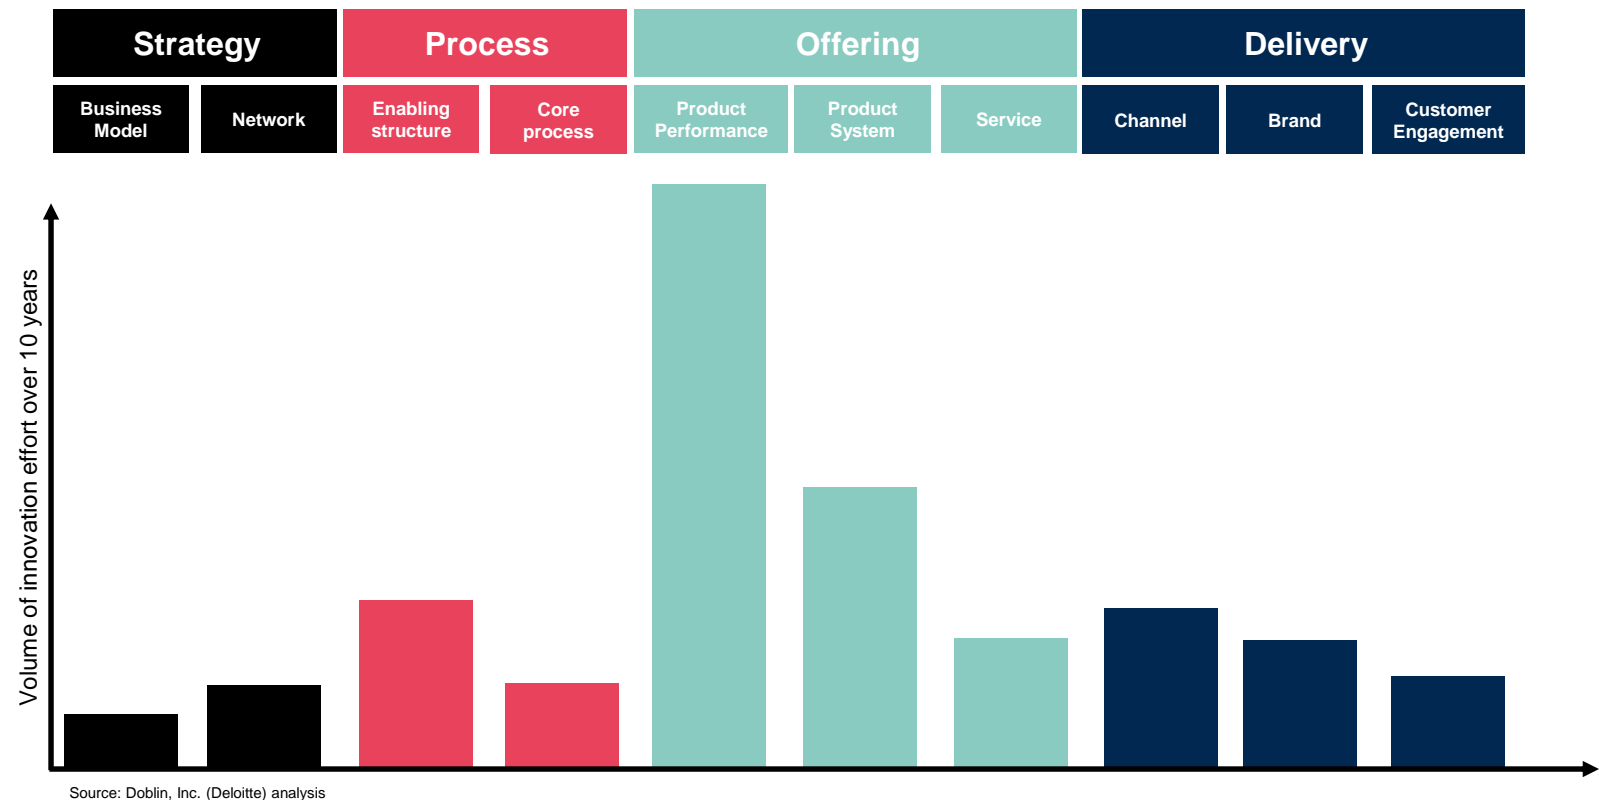 Strategy
Process
Offering
Delivery
Business
Model
Network
Enabling
structure
Core
process
Product
Performance
Product
System
Service
Channel
Brand
Customer
Engagement
Volume of innovation effort over 10 years
Source: Doblin, Inc. (Deloitte) analysis